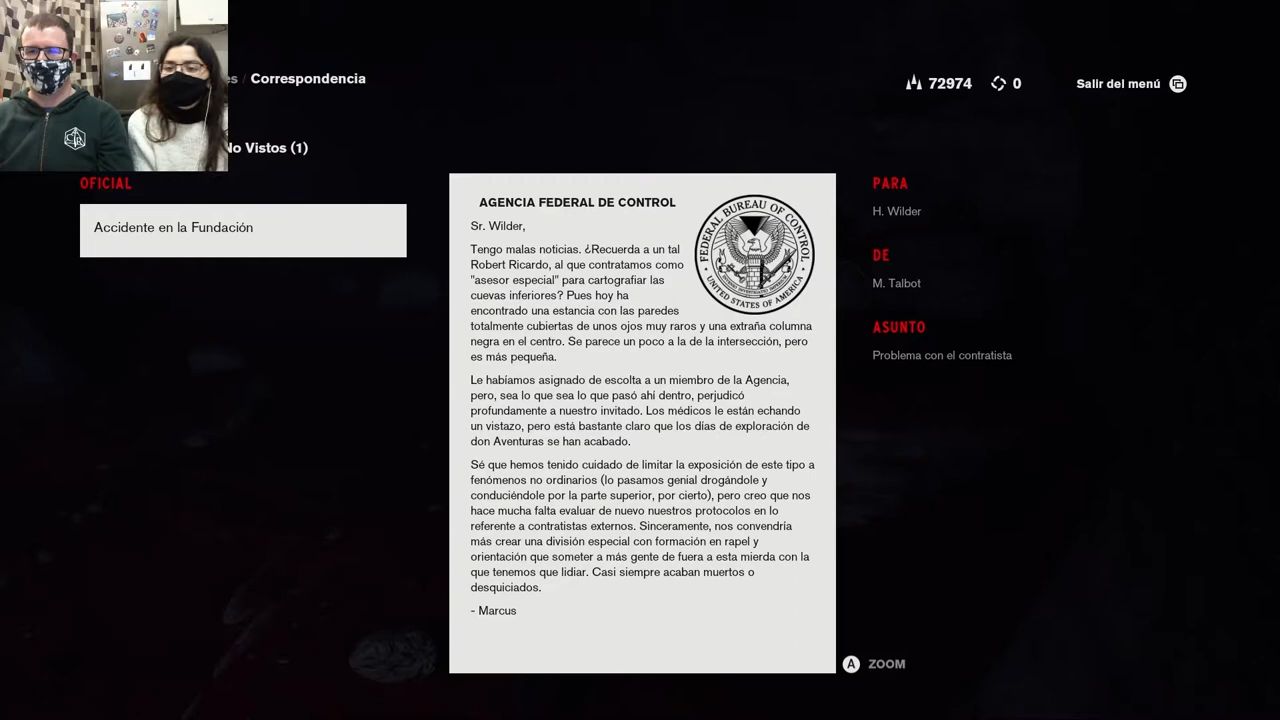 es / Correspondencia
72974
0
Salir del menú
No Vistos (1)
OFICIAL
Accidente en la Fundación
AGENCIA FEDERAL DE CONTROL
Sr. Wilder,
Tengo malas noticias. ¿Recuerda a un tal
Robert Ricardo, al que contratamos como
"asesor especial" para cartografiar las
cuevas inferiores? Pues hoy ha
encontrado una estancia con las paredes
totalmente cubiertas de unos ojos muy raros y una extraña columna
negra en el centro. Se parece un poco a la de la intersección, pero
es más pequeña.
Le habíamos asignado de escolta a un miembro de la Agencia,
pero, sea lo que sea lo que pasó ahí dentro, perjudicó
profundamente a nuestro invitado. Los médicos le están echando
un vistazo, pero está bastante claro que los días de exploración de
don Aventuras se han acabado.
Sé que hemos tenido cuidado de limitar la exposición de este tipo a
fenómenos no ordinarios (lo pasamos genial drogándole y
conduciéndole por la parte superior, por cierto), pero creo que nos
hace mucha falta evaluar de nuevo nuestros protocolos en lo
referente a contratistas externos. Sinceramente, nos convendría
más crear una división especial con formación en rapel y
orientación que someter a más gente de fuera a esta mierda con la
que tenemos que lidiar. Casi siempre acaban muertos o
desquiciados.
- Marcus
FEDERAL BUREAU OF CONTROL
UNITED STATES OF AMERICA
PARA
H. Wilder
DE
M. Talbot
ASUNTO
Problema con el contratista
A ZOOM